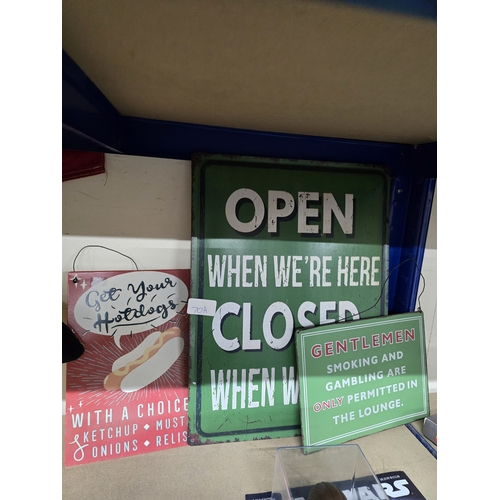 OPEN
WHEN WE'RE HERE
CLOSED
WHEN W
Get Your
Hotdogs
WITH A CHOICE
KETCHUP • MUST
ONIONS • RELIS
GENTLEMEN
SMOKING AND
GAMBLING ARE
ONLY PERMITTED IN
THE LOUNGE.